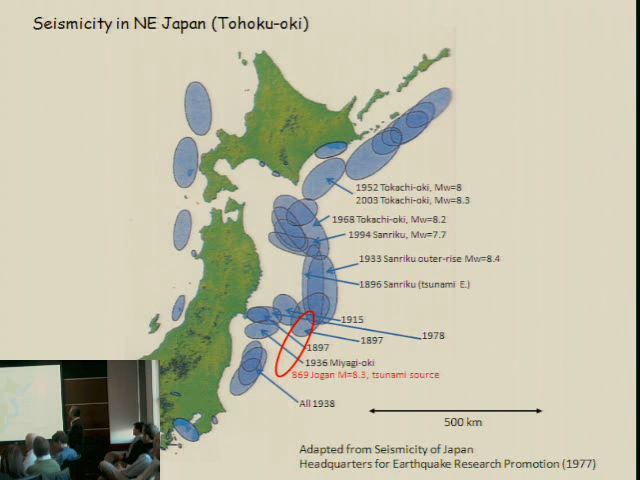 Seismicity in NE Japan (Tohoku-oki)
1952 Tokachi-oki, Mw=8
2003 Tokachi-oki, Mw=8.3
1968 Tokachi-oki, Mw=8.2
1994 Sanriku, Mw=7.7
1933 Sanriku outer-rise Mw=8.4
1896 Sanriku (tsunami E.)
1915
1978
1897
1897
1936 Miyagi-oki
869 Jogan M=8.3, tsunami source
All 1938
500 km
Adapted from Seismicity of Japan
Headquarters for Earthquake Research Promotion (1977)